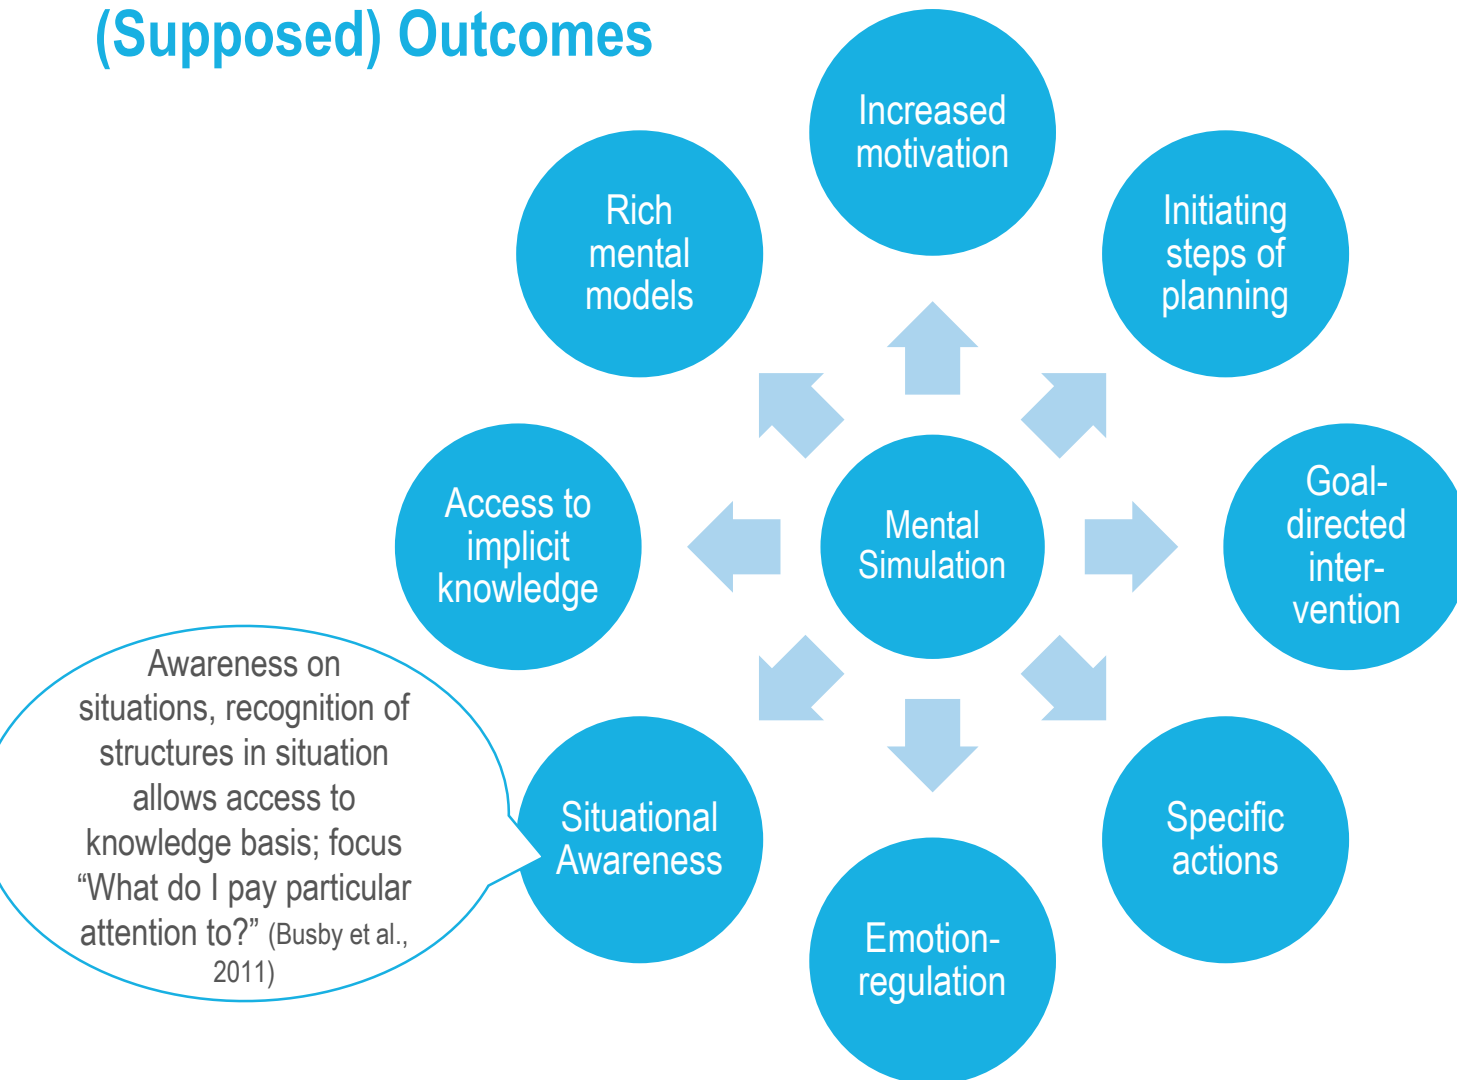 (Supposed) Outcomes
Increased
motivation
Initiating
steps of
planning
Goal-
directed
inter-
vention
Specific
actions
Emotion-
regulation
Situational
Awareness
Access to
implicit
knowledge
Rich
mental
models
Mental
Simulation
Awareness on
situations, recognition of
structures in situation
allows access to
knowledge basis; focus
“What do I pay particular
attention to?” (Busby et al.,
2011)